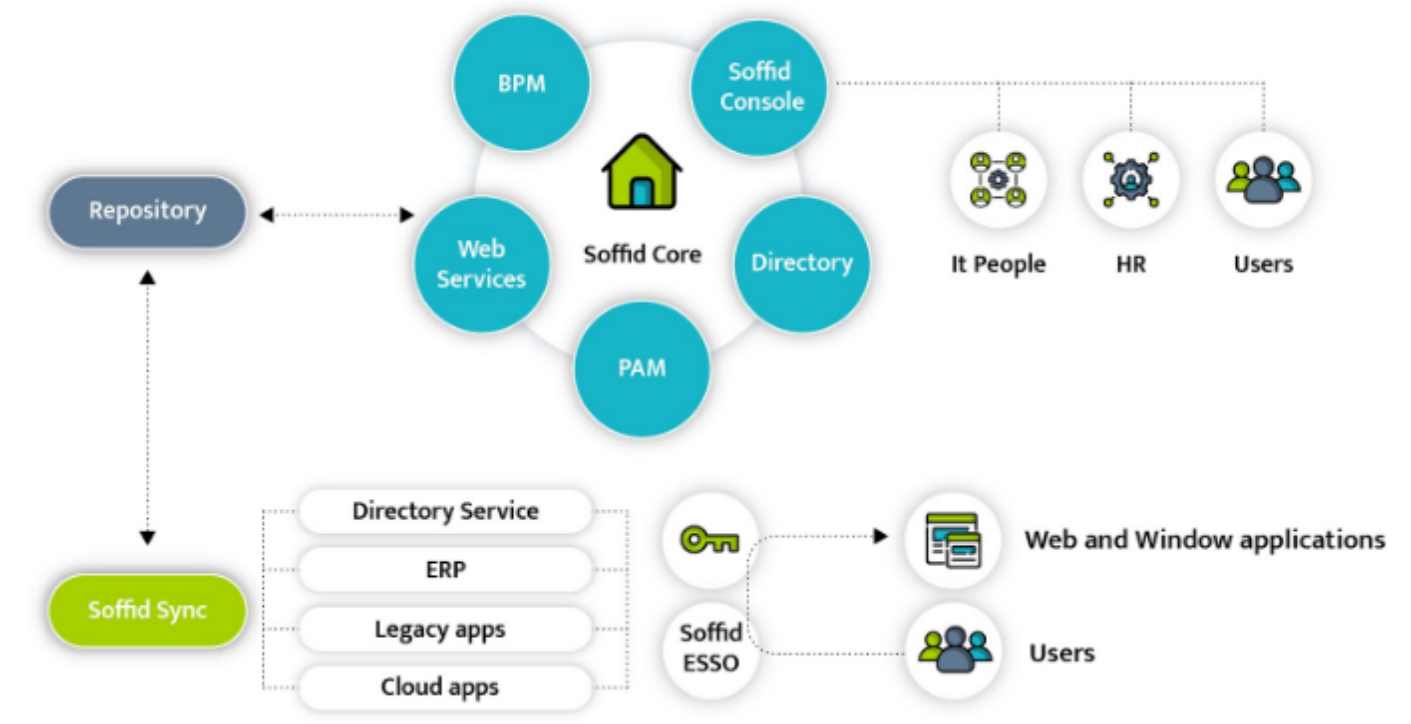 BPM
Soffid
Console
Repository
Web
Services
Soffid Core
Directory
It People
HR
Users
PAM
Directory Service
ERP
Legacy apps
Cloud apps
Soffid Sync
Soffid
ESSO
Web and Window applications
Users